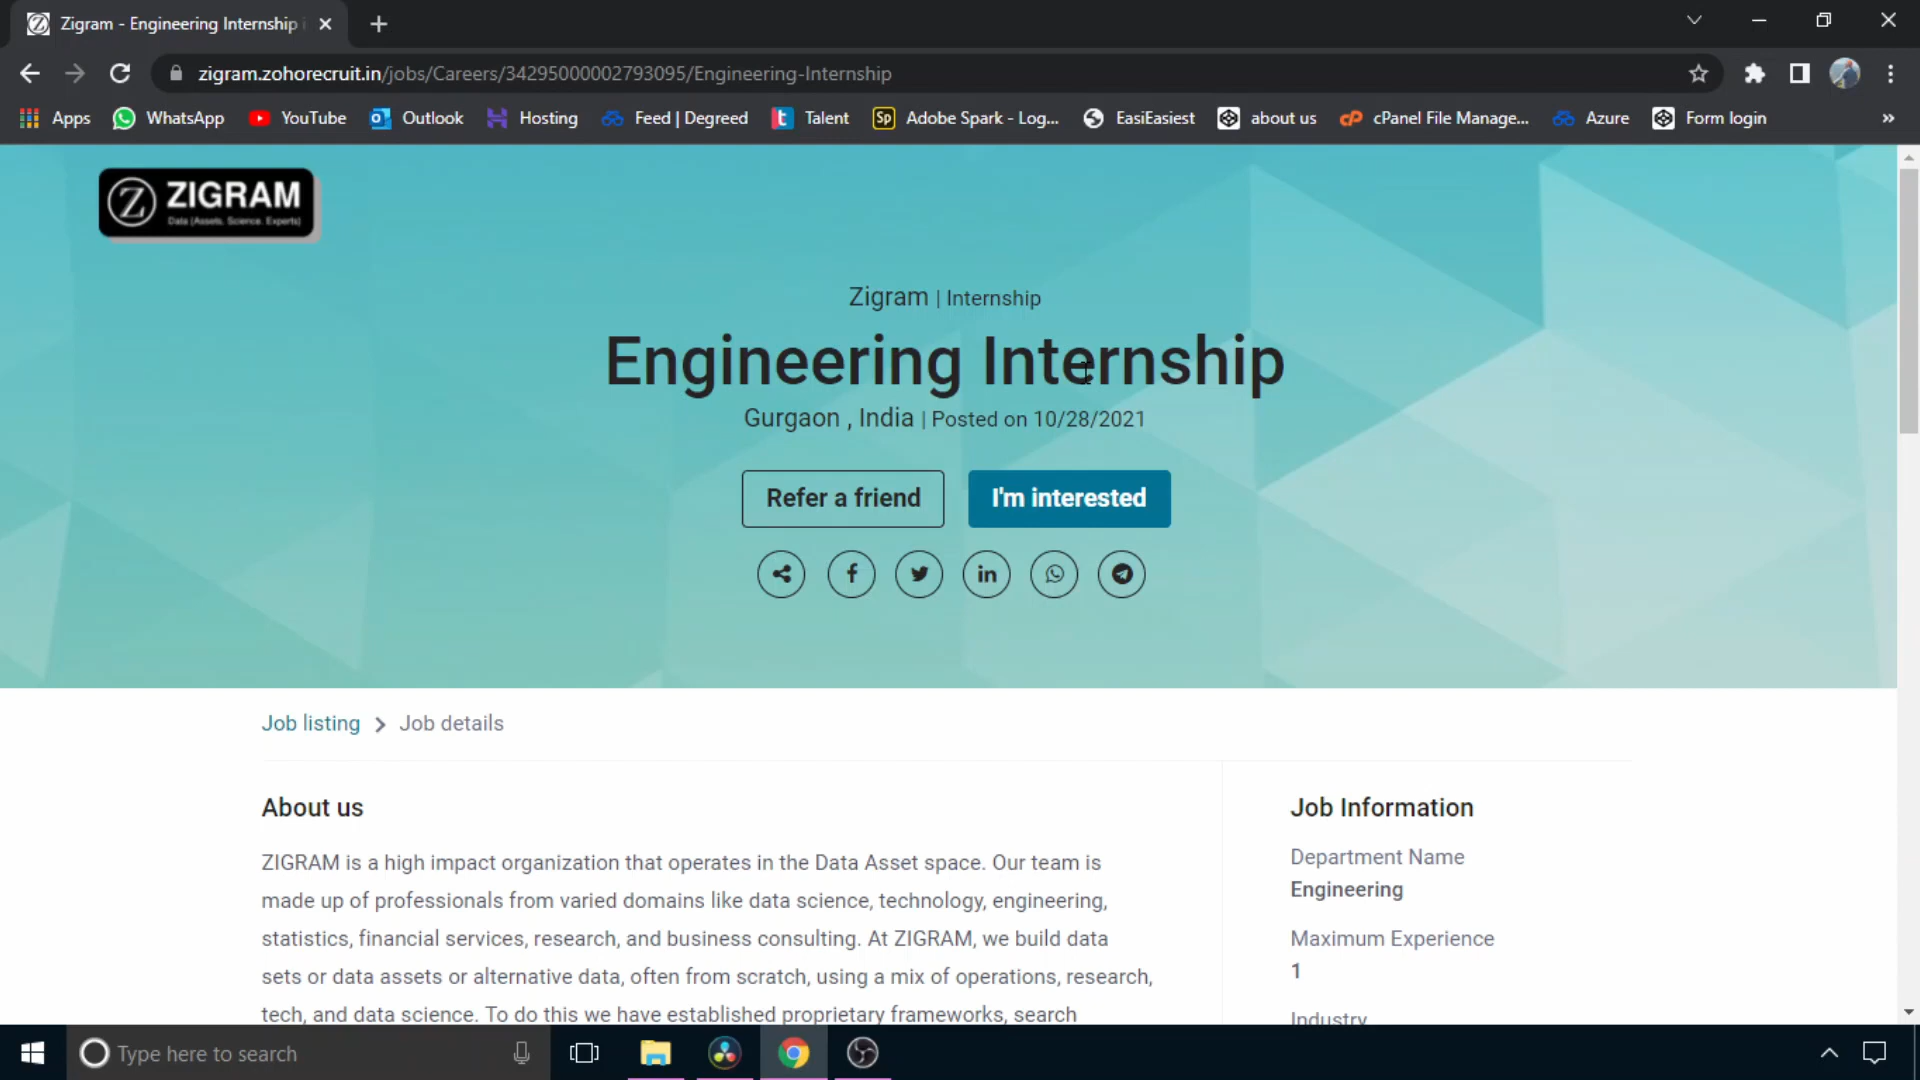 Zigram - Engineering Internship
zigram.zohorecruit.in/jobs/Careers/34295000002793095/Engineering-Internship
Apps WhatsApp YouTube Outlook Hosting Feed | Degreed Talent Sp Adobe Spark - Log... EasiEasiest about us cPanel File Manage... Azure Form login »
Z ZIGRAM
Data (Assets. Science. Experts)
Zigram | Internship
Engineering Internship
Gurgaon , India | Posted on 10/28/2021
Refer a friend I'm interested
Job listing > Job details
About us
ZIGRAM is a high impact organization that operates in the Data Asset space. Our team is
made up of professionals from varied domains like data science, technology, engineering,
statistics, financial services, research, and business consulting. At ZIGRAM, we build data
sets or data assets or alternative data, often from scratch, using a mix of operations, research,
tech, and data science. To do this we have established proprietary frameworks, search
Job Information
Department Name
Engineering
Maximum Experience
1
Industry
Type here to search